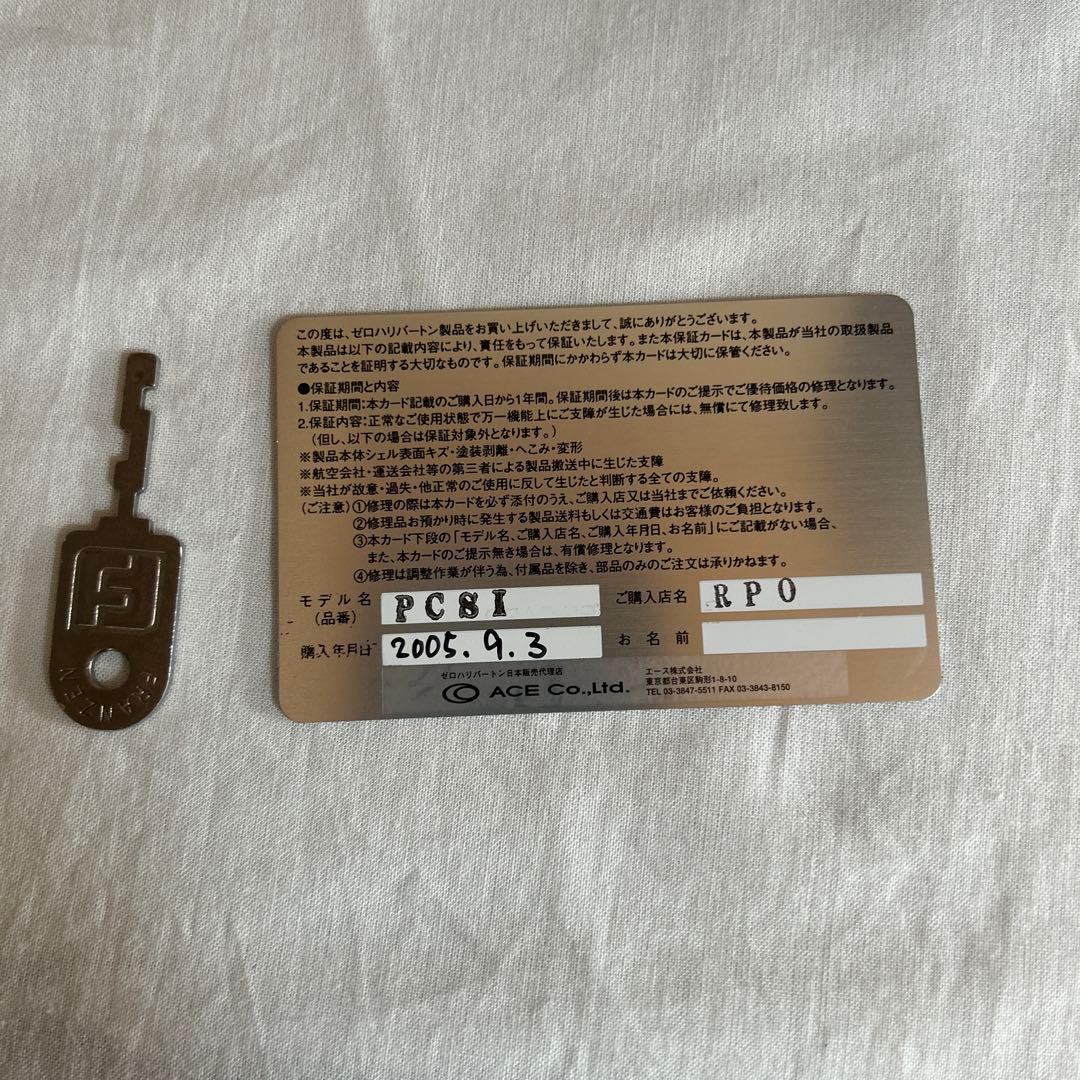 この度は、ゼロハリバートン製品をお買い上げいただきまして、誠にありがとうございます。
本製品は以下の記載内容により、責任をもって保証いたします。また本保証カードは、本製品が当社の取扱製品
であることを証明する大切なものです。保証期間にかかわらず本カードは大切に保管ください。
●保証期間と内容
1.保証期間:本カード記載のご購入日から1年間。保証期間後は本カードのご提示でご優待価格の修理となります。
2.保証内容:正常なご使用状態で万一機能上にご支障が生じた場合には、無償にて修理致します。
(但し、以下の場合は保証対象外となります。)
※製品本体シェル表面キズ・塗装剥離・へこみ・変形
※航空会社・運送会社等の第三者による製品搬送中に生じた支障
※当社が故意・過失・他正常のご使用に反して生じたと判断する全ての支障。
(ご注意)①修理の際は本カードを必ず添付のうえ、ご購入店又は当社までご依頼ください。
②修理品お預かり時に発生する製品送料もしくは交通費はお客様のご負担となります。
③本カード下段の「モデル名、ご購入店名、ご購入年月日、お名前」にご記載がない場合、
また、本カードのご提示無き場合は、有償修理となります。
④修理は調整作業が伴う為、付属品を除き、部品のみのご注文は承りかねます。
モデル名 PCSI ご購入店名 RPO
(品番)
購入年月日 2005.9.3 お名前
ゼロハリバートン日本販売代理店
ACE Co.,Ltd.
エース株式会社
東京都台東区駒形1-8-10
TEL 03-3847-5511 FAX 03-3843-8150
FRANZEN